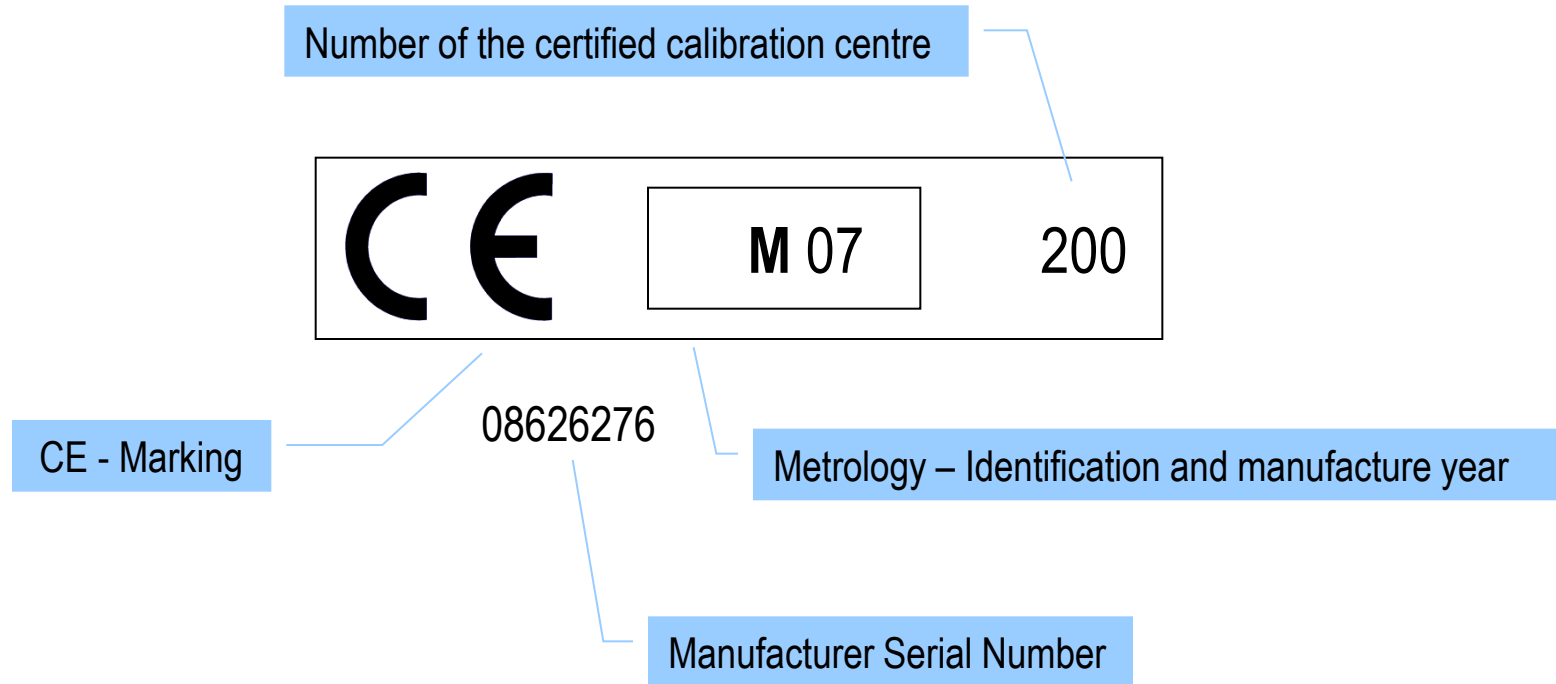 Number of the certified calibration centre
CE M 07 200
08626276
CE - Marking
Metrology – Identification and manufacture year
Manufacturer Serial Number